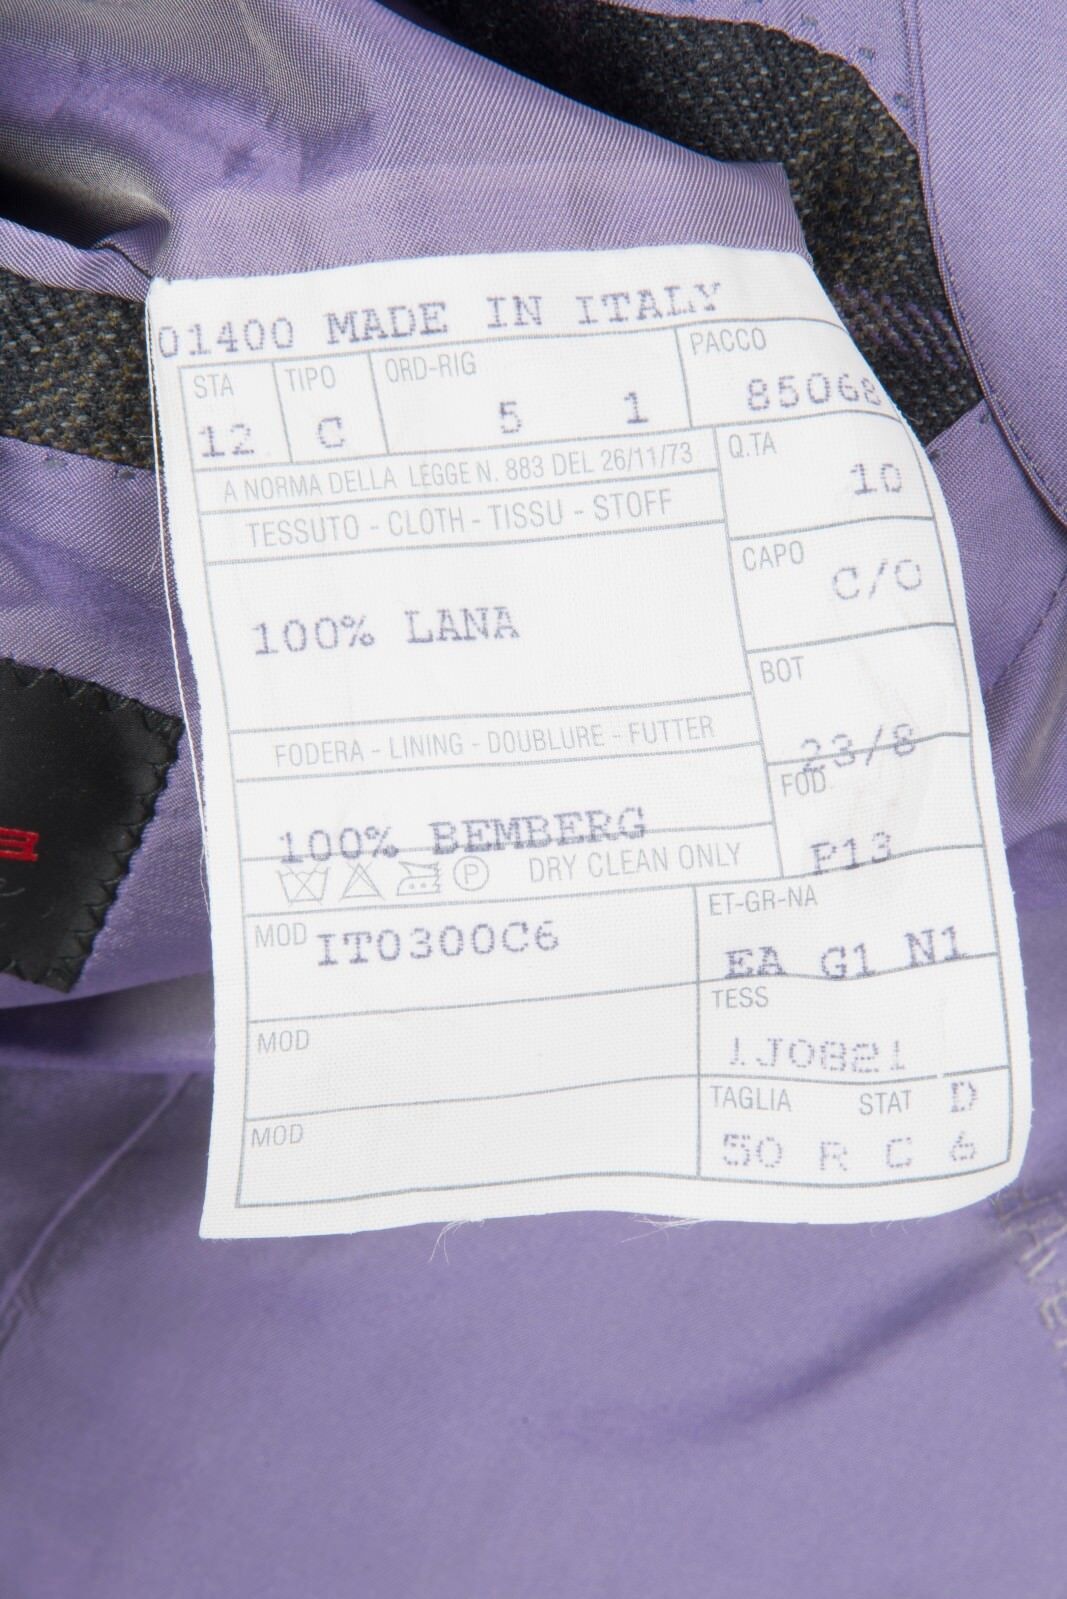 01400 MADE IN ITALY
STA TIPO ORD-RIG PACCO
12 C 5 1 85068
A NORMA DELLA LEGGE N. 883 DEL 26/11/73
Q.TA
10
TESSUTO - CLOTH - TISSU - STOFF
CAPO
C/O
100% LANA
BOT
23/8
FODERA - LINING - DOUBLURE - FUTTER
FOD
P13
100% BEMBERG
P DRY CLEAN ONLY
MOD IT0300C6
ET-GR-NA
EA G1 N1
MOD
TESS
1J0821
MOD
TAGLIA STAT D
50 R C 6